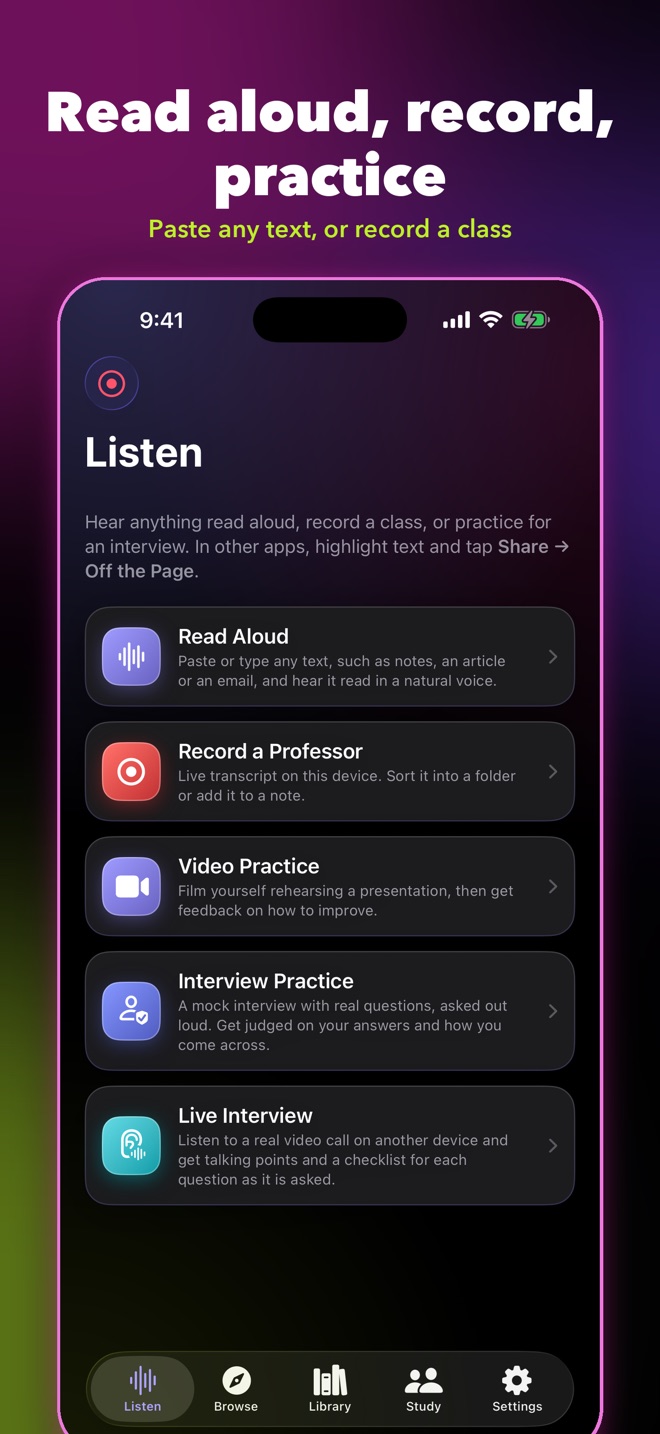 Read aloud, record,
practice
Paste any text, or record a class
9:41
Listen
Hear anything read aloud, record a class, or practice for
an interview. In other apps, highlight text and tap Share →
Off the Page.
Read Aloud
Paste or type any text, such as notes, an article
or an email, and hear it read in a natural voice.
Record a Professor
Live transcript on this device. Sort it into a folder
or add it to a note.
Video Practice
Film yourself rehearsing a presentation, then get
feedback on how to improve.
Interview Practice
A mock interview with real questions, asked out
loud. Get judged on your answers and how you
come across.
Live Interview
Listen to a real video call on another device and
get talking points and a checklist for each
question as it is asked.
Listen
Browse
Library
Study
Settings